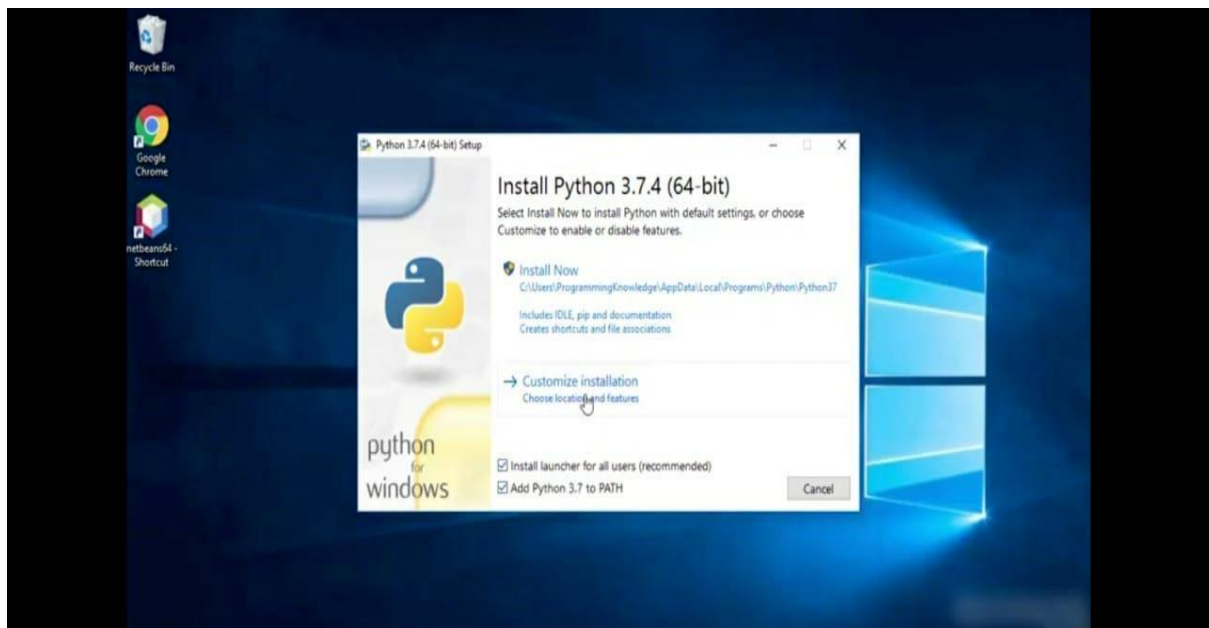 Recycle Bin
Google
Chrome
netbeans64 -
Shortcut
Python 3.7.4 (64-bit) Setup
Install Python 3.7.4 (64-bit)
Select Install Now to install Python with default settings, or choose
Customize to enable or disable features.
Install Now
C:\Users\ProgrammingKnowledge\AppData\Local\Programs\Python\Python37
Includes IDLE, pip and documentation
Creates shortcuts and file associations
Customize installation
Choose location and features
python
for
windows
Install launcher for all users (recommended)
Add Python 3.7 to PATH
Cancel